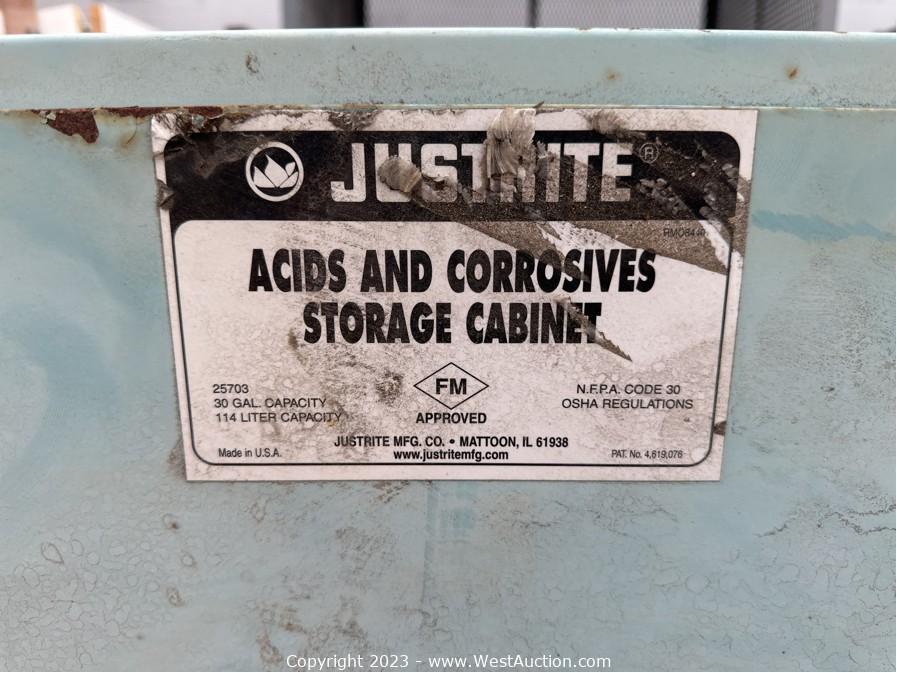 JUSTRITE®
ACIDS AND CORROSIVES
STORAGE CABINET
25703
30 GAL. CAPACITY
114 LITER CAPACITY
FM
APPROVED
N.F.P.A. CODE 30
OSHA REGULATIONS
JUSTRITE MFG. CO. • MATTOON, IL 61938
Made in U.S.A.
www.justritemfg.com
PAT. No. 4,619,076
Copyright 2023 - www.WestAuction.com